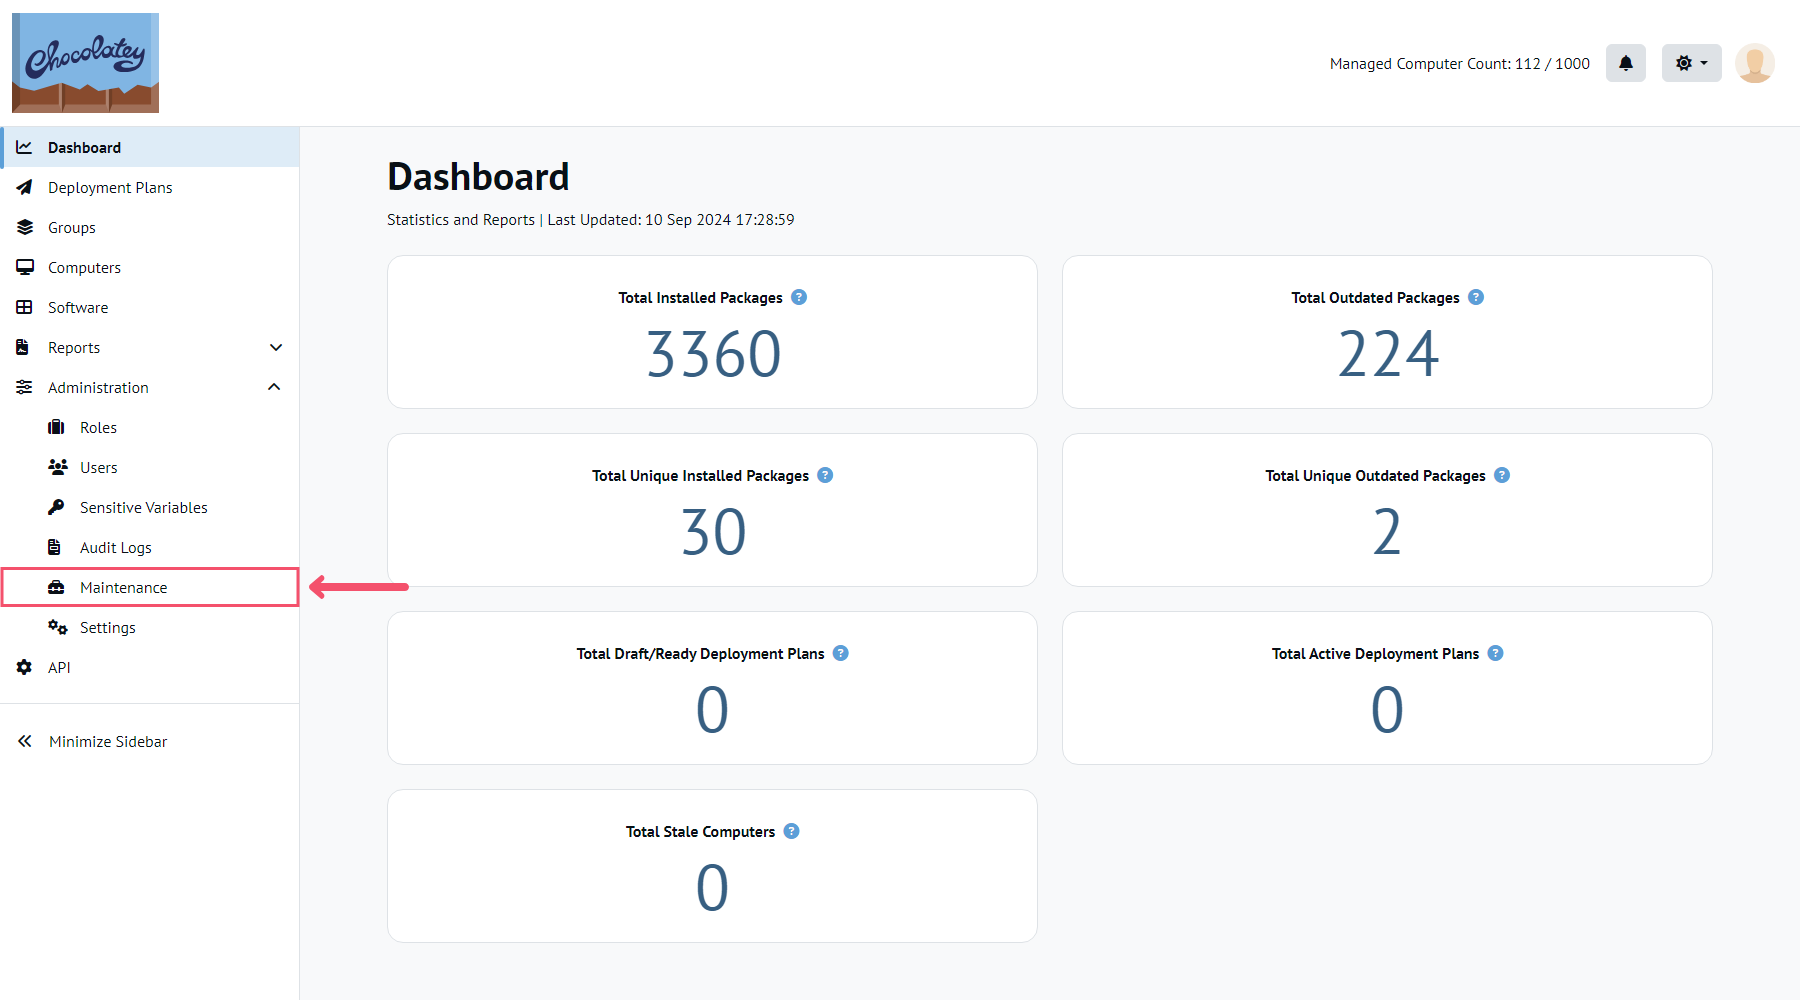 Chocolatey
Managed Computer Count: 112 / 1000
Dashboard
Deployment Plans
Groups
Computers
Software
Reports
Administration
Roles
Users
Sensitive Variables
Audit Logs
Maintenance
Settings
API
Minimize Sidebar
Dashboard
Statistics and Reports | Last Updated: 10 Sep 2024 17:28:59
Total Installed Packages ?
3360
Total Outdated Packages ?
224
Total Unique Installed Packages ?
30
Total Unique Outdated Packages ?
2
Total Draft/Ready Deployment Plans ?
0
Total Active Deployment Plans ?
0
Total Stale Computers ?
0